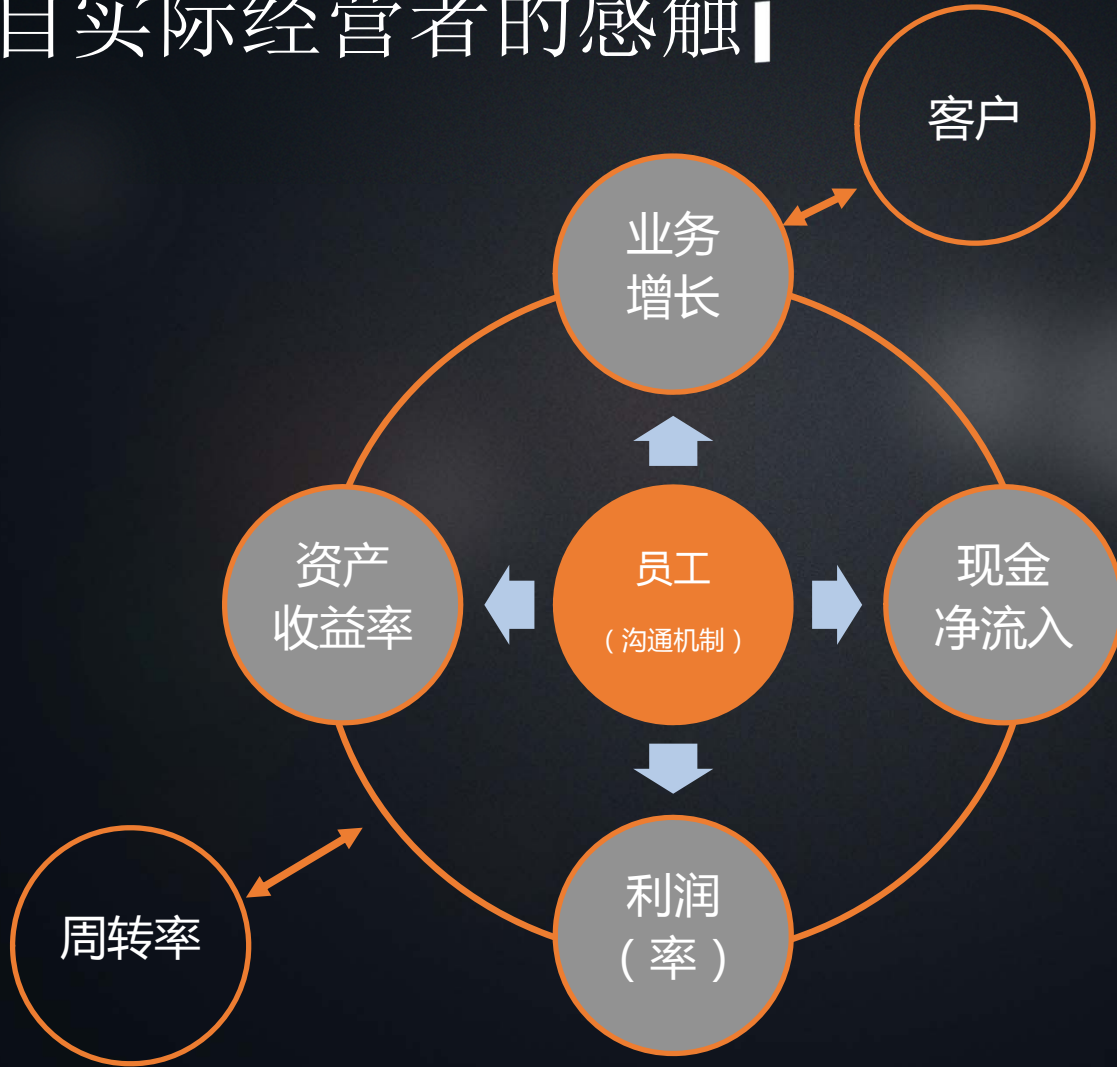 自实际经营者的感触
客户
业务
增长
资产
收益率
员工
（沟通机制）
现金
净流入
利润
（率）
周转率